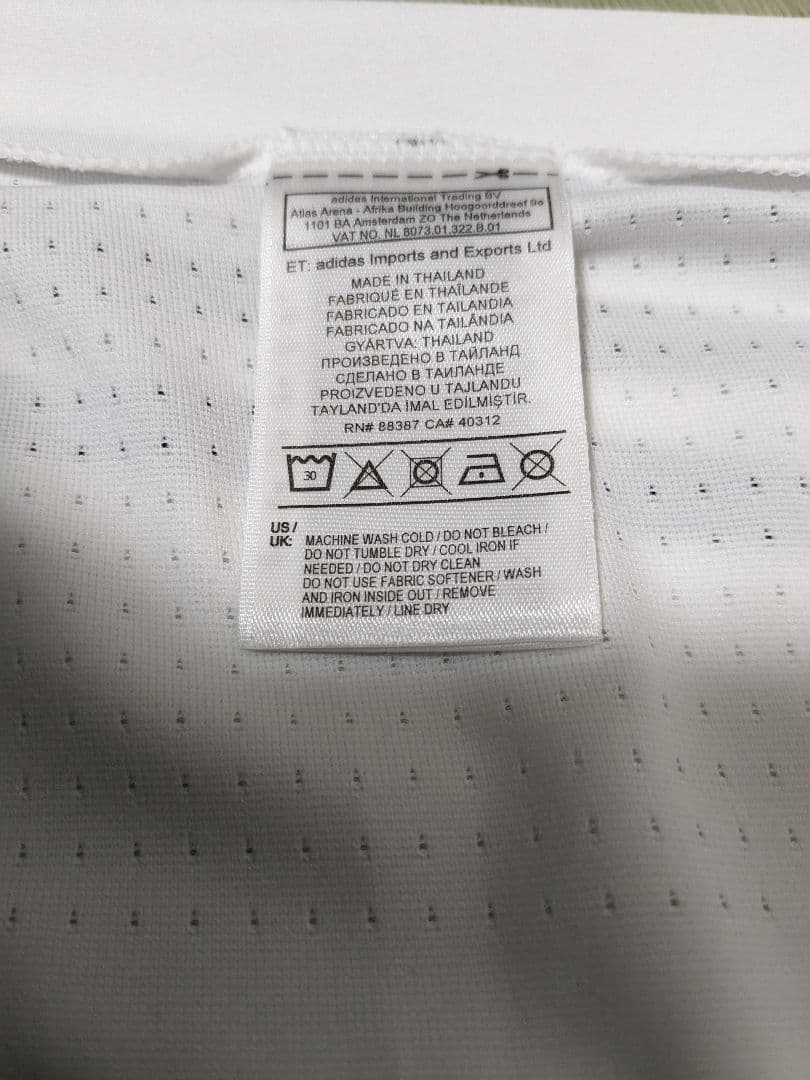 adidas International Trading BV
Atlas Arena - Afrika Building Hoogoorddreef 9a
1101 BA Amsterdam ZO The Netherlands
VAT NO. NL 8073.01.322.B.01
ET: adidas Imports and Exports Ltd
MADE IN THAILAND
FABRIQUÉ EN THAÏLANDE
FABRICADO EN TAILANDIA
FABRICADO NA TAILÂNDIA
GYÁRTVA: THAILAND
ПРОИЗВЕДЕНО В ТАЙЛАНД
СДЕЛАНО В ТАИЛАНДЕ
PROIZVEDENO U TAJLANDU
TAYLAND'DA İMAL EDİLMİŞTİR.
RN# 88387 CA# 40312
30
US /
UK: MACHINE WASH COLD / DO NOT BLEACH /
DO NOT TUMBLE DRY / COOL IRON IF
NEEDED / DO NOT DRY CLEAN
DO NOT USE FABRIC SOFTENER / WASH
AND IRON INSIDE OUT / REMOVE
IMMEDIATELY / LINE DRY